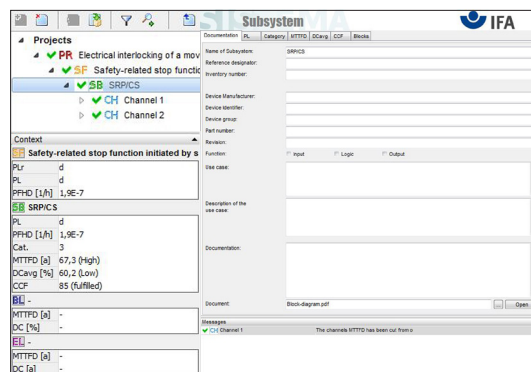 Subsystem
IFA
Projects
PR Electrical interlocking of a mov
SF Safety-related stop functic
SB SRP/CS
CH Channel 1
CH Channel 2
Context
SF Safety-related stop function initiated by s
PLr d
PL d
PFHD [1/h] 1,9E-7
SB SRP/CS
PL d
PFHD [1/h] 1,9E-7
Cat. 3
MTTFD [a] 67,3 (High)
DCavg [%] 60,2 (Low)
CCF 85 (fulfilled)
BL -
MTTFD [a] -
DC [%] -
EL -
MTTFD [a] -
DC [a] -
Documentation PL Category MTTFD DCavg CCF Blocks
Name of Subsystem: SRP/CS
Reference designator:
Inventory number:
Device Manufacturer:
Device Identifier:
Device group:
Part number:
Revision:
Function: Input Logic Output
Use case:
Description of the
use case:
Documentation:
Document: Block-diagram.pdf ... Open
Messages
CH Channel 1 The channels MTTFD has been cut from o